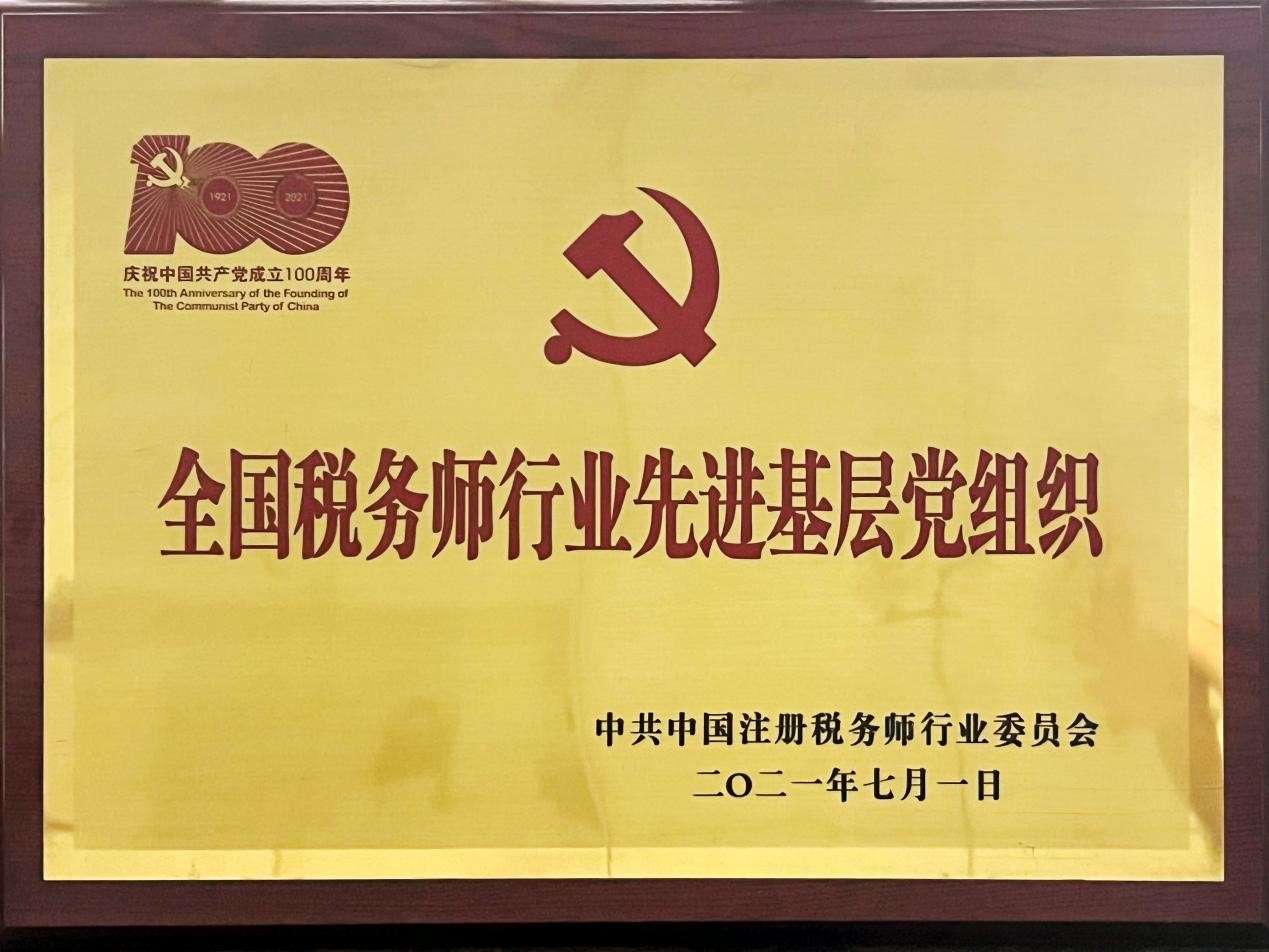 1921 2021
庆祝中国共产党成立100周年
The 100th Anniversary of the Founding of
The Communist Party of China
全国税务师行业先进基层党组织
中共中国注册税务师行业委员会
二〇二一年七月一日